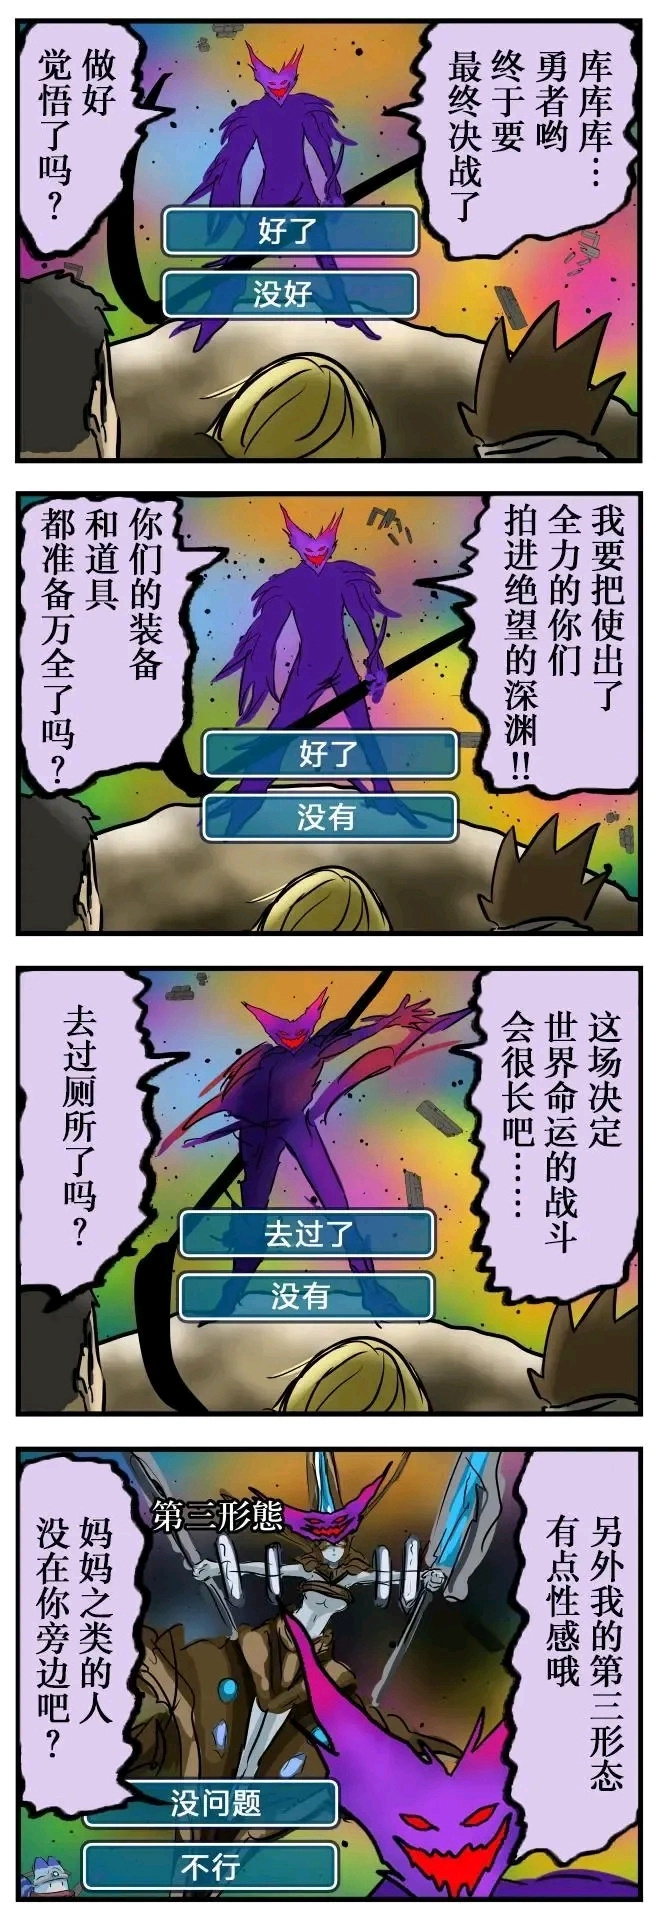 库库库…
勇者哟
终于要
最终决战了
做好
觉悟了吗？
好了
没好
我要把使出了
全力的你们
拍进绝望的深渊!!
你们的装备
和道具
都准备万全了吗？
好了
没有
这场决定
世界命运的战斗
会很长吧……
去过厕所了吗？
去过了
没有
另外我的第三形态
有点性感哦
第三形態
妈妈之类的人
没在你旁边吧？
没问题
不行